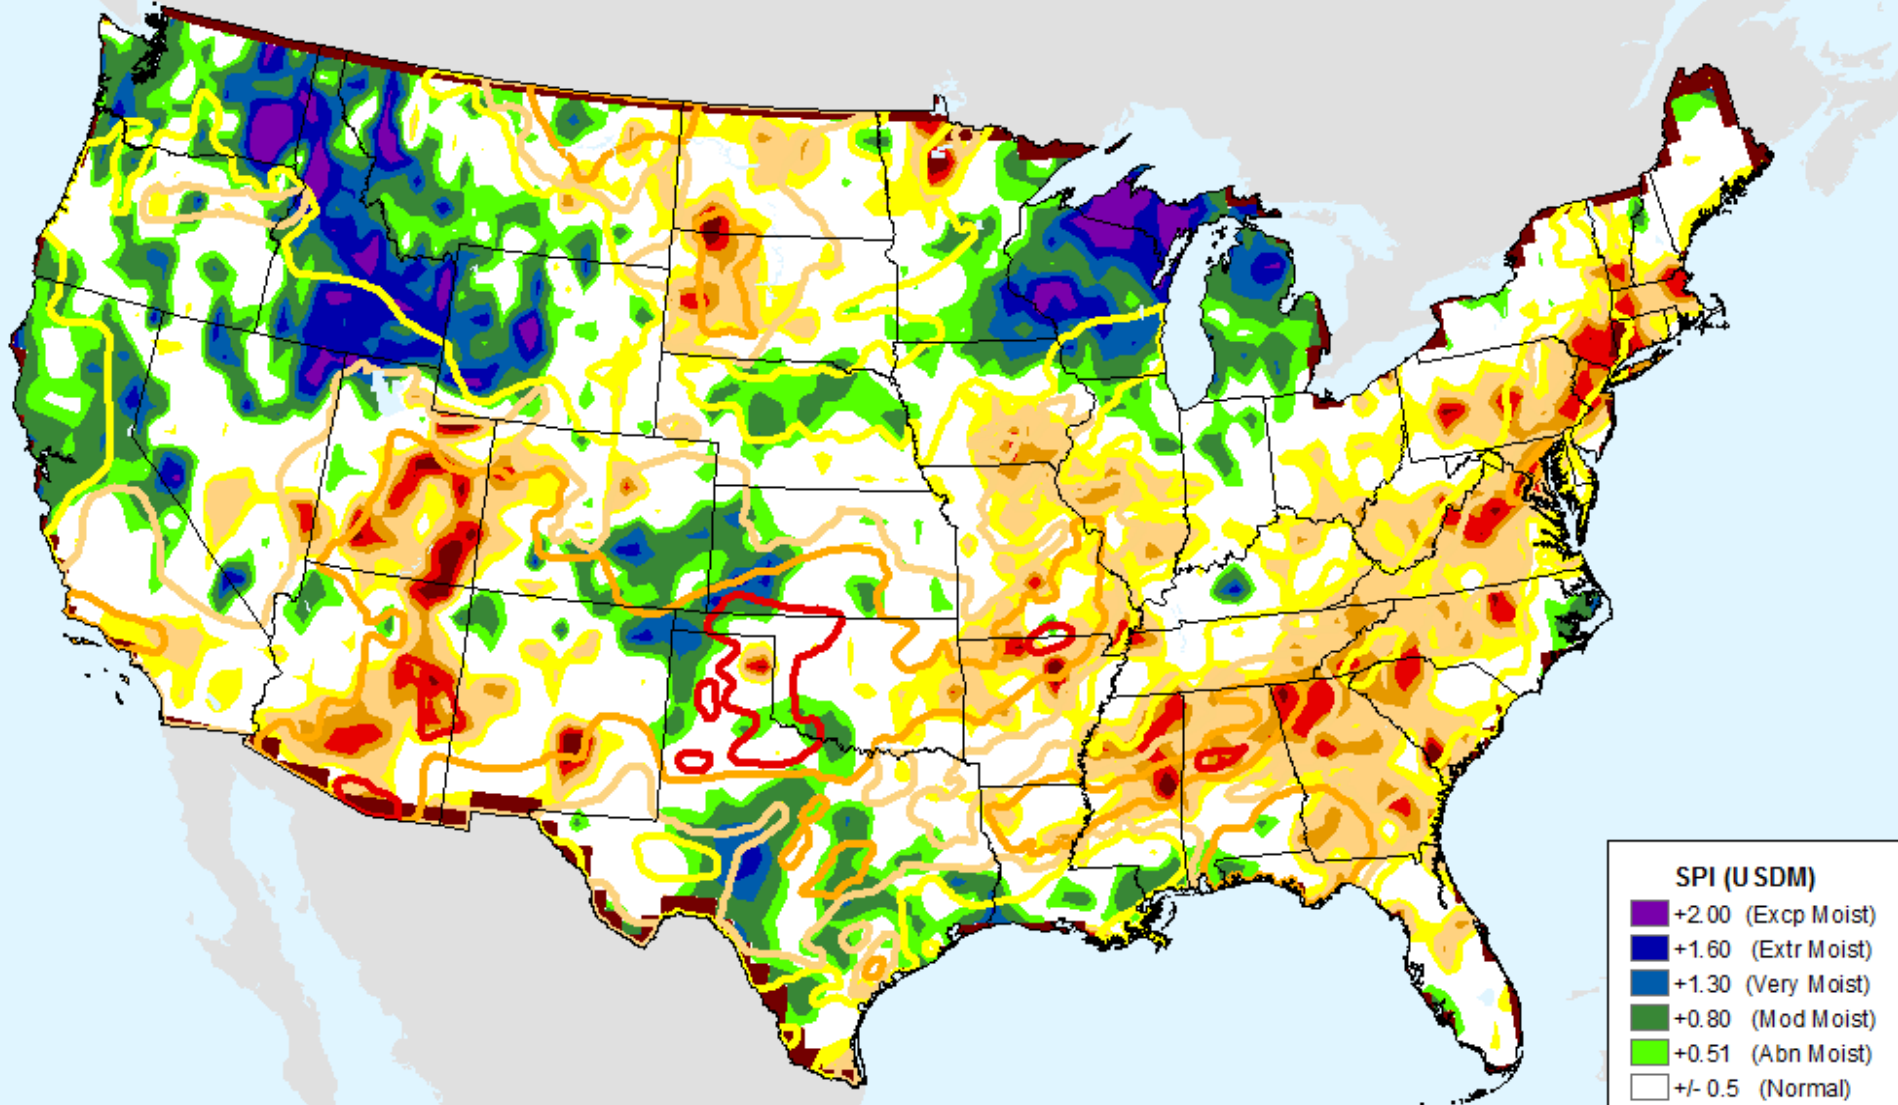 SPI (USDM)
+2.00 (Excp Moist)
+1.60 (Extr Moist)
+1.30 (Very Moist)
+0.80 (Mod Moist)
+0.51 (Abn Moist)
+/- 0.5 (Normal)